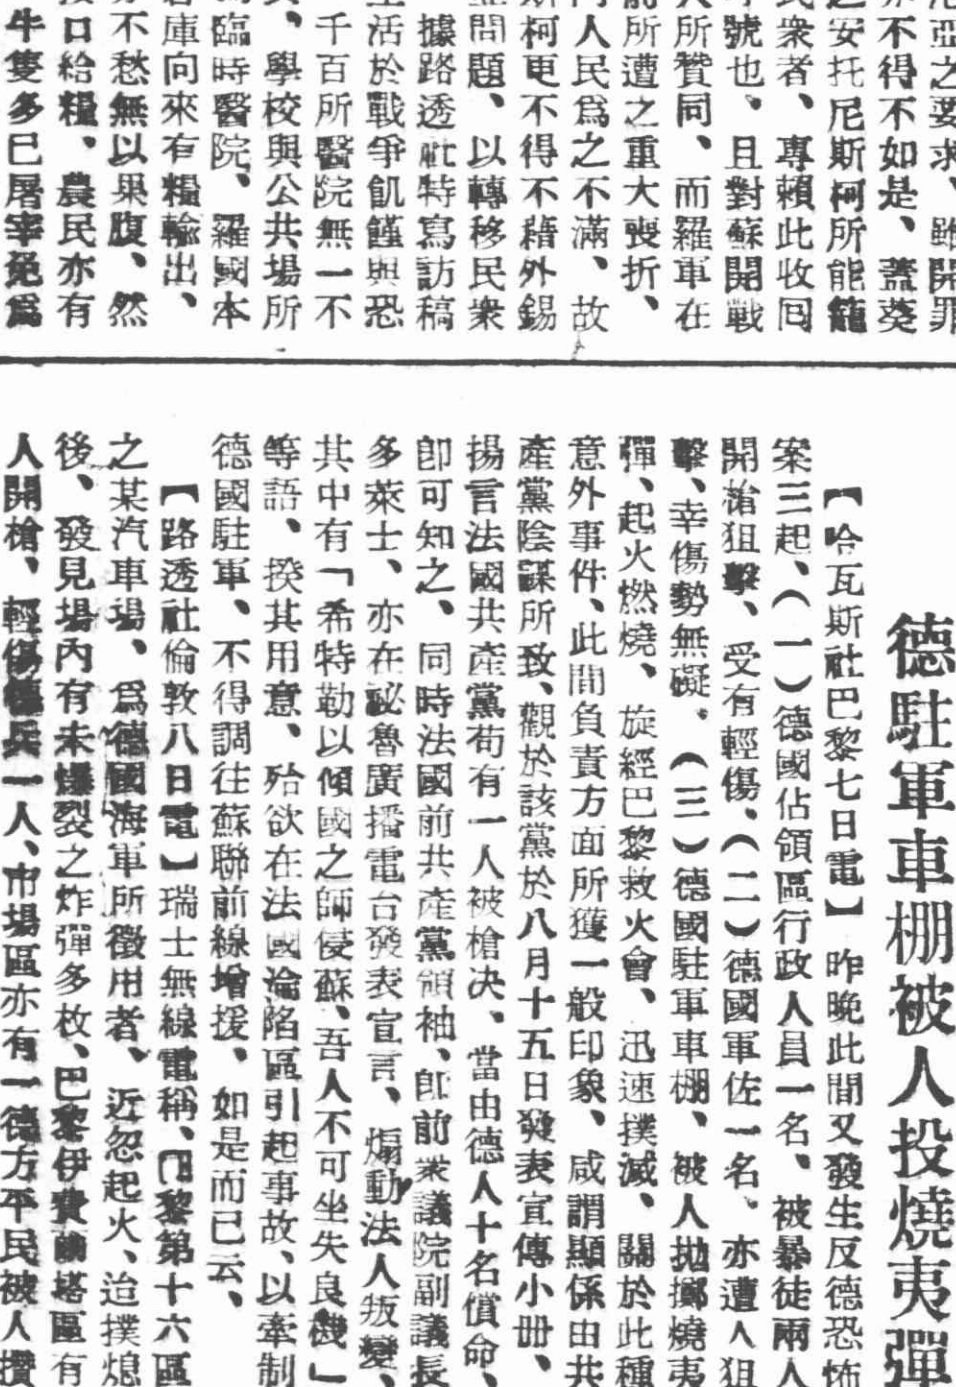 亞之要求、雖開罪
不得不如是、蓋葵
安托尼斯柯所能籠
衆者、專賴此收囘
號也、且對蘇開戰
所贊同、而羅軍在
所遭之重大喪折、
人民爲之不滿、故
柯更不得不藉外錫
問題、以轉移民衆
據路透社特寫訪稿
活於戰爭飢饉與恐
千百所醫院無一不
、學校與公共場所
臨時醫院、羅國本
庫向來有糧輸出、
不愁無以果腹、然
口給糧、農民亦有
牛隻多已屠宰免爲
德駐軍車棚被人投燒夷彈
【哈瓦斯社巴黎七日電】昨晚此間又發生反德恐怖
案三起、（一）德國佔領區行政人員一名、被暴徒兩人
開槍狙擊、受有輕傷、（二）德國軍佐一名。亦遭人狙
擊、幸傷勢無礙。（三）德國駐軍車棚、被人拋擲燒夷
彈、起火燃燒、旋經巴黎救火會、迅速撲滅、關於此種
意外事件、此間負責方面所獲一般印象、咸謂顯係由共
產黨陰謀所致、觀於該黨於八月十五日發表宣傳小册、
揚言法國共產黨苟有一人被槍决、當由德人十名償命、
卽可知之、同時法國前共產黨領袖、卽前衆議院副議長
多萊士、亦在祕魯廣播電台發表宣言、煽動法人叛變、
其中有「希特勒以傾國之師侵蘇、吾人不可坐失良機」
等語、揆其用意、殆欲在法國淪陷區引起事故、以牽制
德國駐軍、不得調往蘇聯前線增援、如是而已云、
【路透社倫敦八日電】瑞士無線電稱、巴黎第十六區
之某汽車場、爲德國海軍所徵用者、近忽起火、迨撲熄
後、發見場內有未爆裂之炸彈多枚、巴黎伊費爾塔區有
人開槍、輕傷德兵一人、市場區亦有一德方平民被人攢